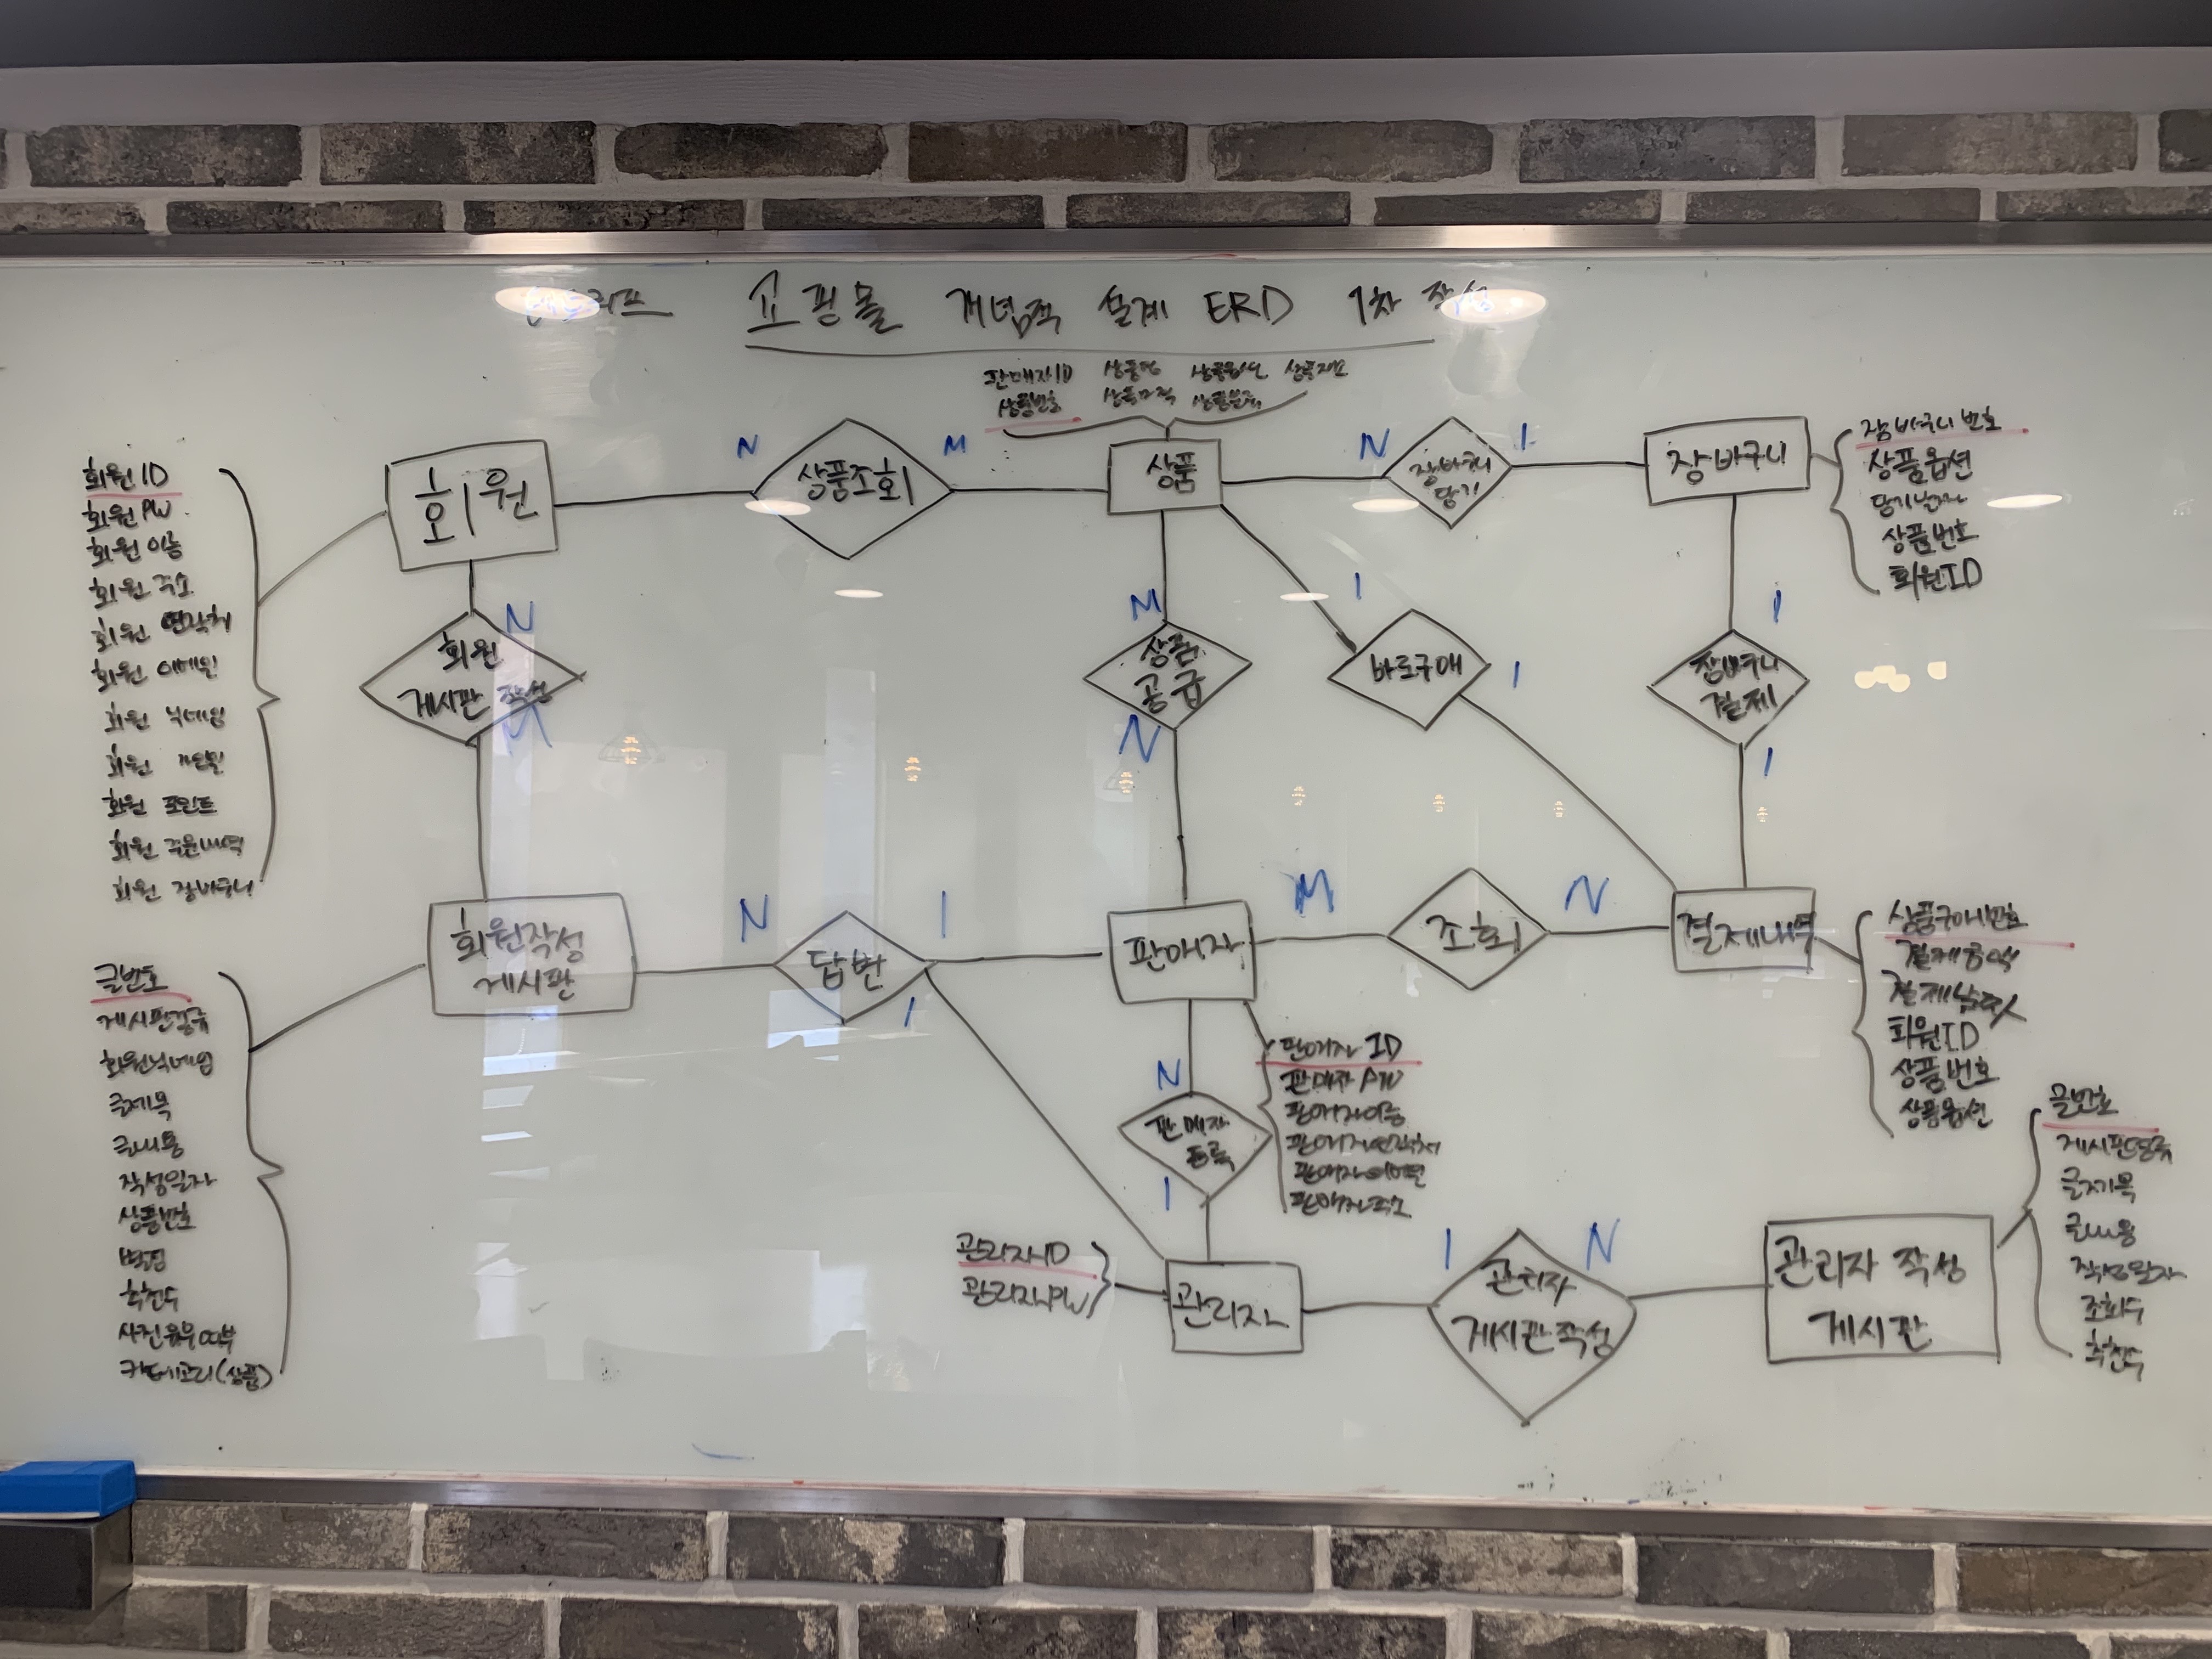 쇼핑몰 개념적 설계 ERD 1차 작성
판매자ID 상품명 상품옵션 상품재고
상품번호 상품가격 상품분류
회원
회원ID
회원PW
회원이름
회원 주소
회원 연락처
회원 이메일
회원 닉네임
회원 가입일
회원 포인트
회원 주문내역
회원 장바구니
N
상품조회
M
상품
N
장바구니
담기
1
장바구니
장바구니 번호
상품옵션
담기날짜
상품번호
회원ID
N
회원
게시판 작성
M
M
상품
공급
N
1
바로구매
1
1
장바구니
결제
1
회원작성
게시판
글번호
게시판종류
회원닉네임
글제목
글내용
작성일자
상품번호
별점
추천수
사진유무여부
카테고리(상품)
N
답변
1
1
판매자
M
조회
N
결제내역
상품구매번호
결제금액
결제날짜
회원ID
상품번호
상품옵션
판매자 ID
판매자 PW
판매자이름
판매자연락처
판매자이메일
판매자주소
N
판매자
등록
1
관리자ID
관리자PW
관리자
1
관리자
게시판작성
N
관리자 작성
게시판
글번호
게시판종류
글제목
글내용
작성일자
조회수
추천수